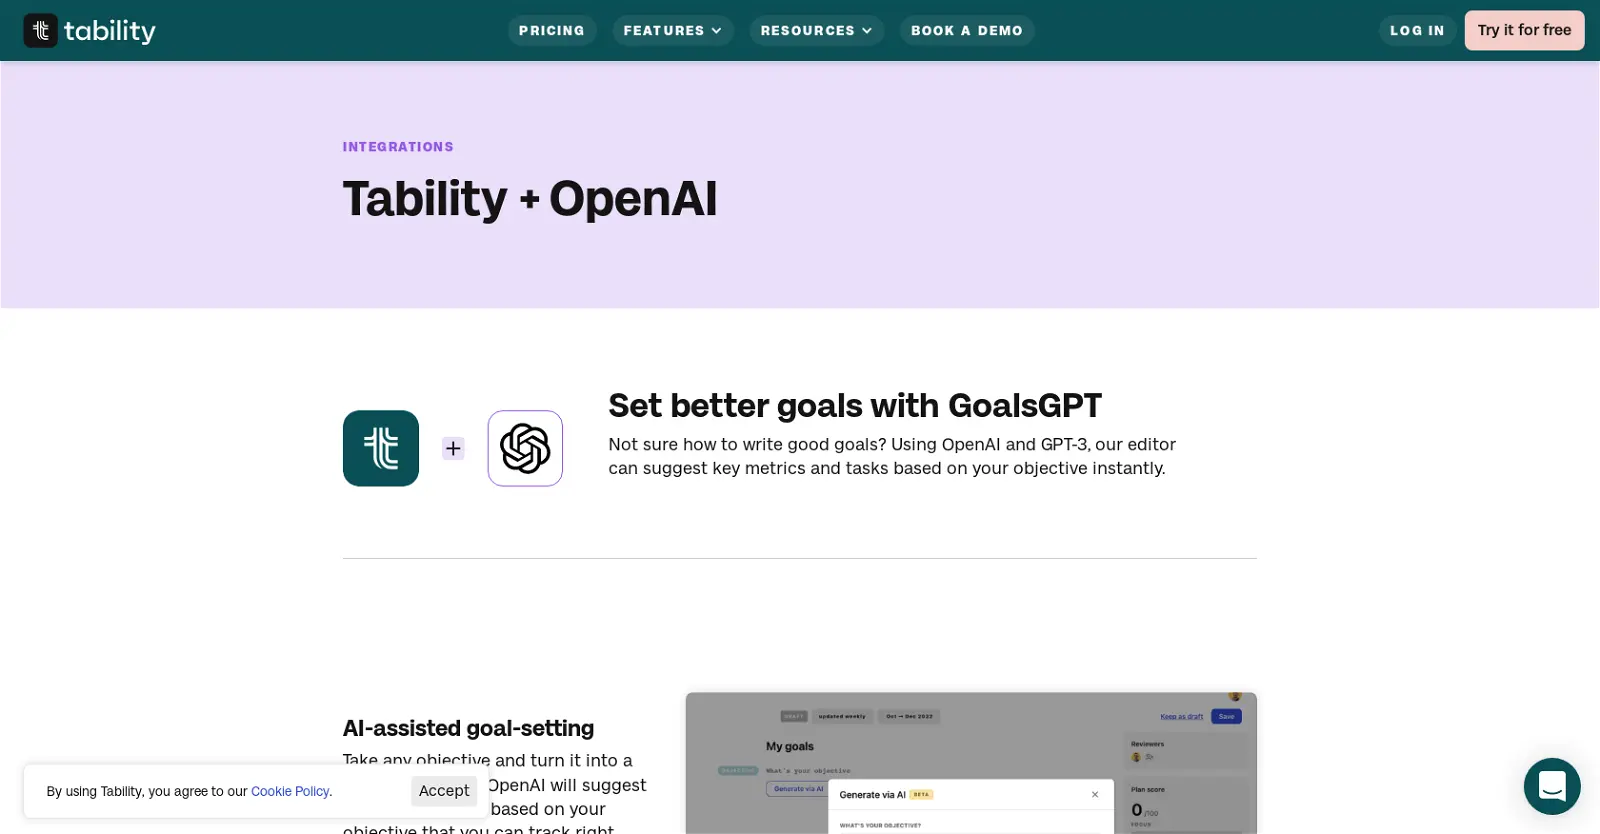 tability
PRICING
FEATURES
RESOURCES
BOOK A DEMO
LOG IN
Try it for free
INTEGRATIONS
Tability + OpenAI
Set better goals with GoalsGPT
Not sure how to write good goals? Using OpenAI and GPT-3, our editor
can suggest key metrics and tasks based on your objective instantly.
AI-assisted goal-setting
Take any objective and turn it into a
OpenAI will suggest
based on your
objective that you can track right
By using Tability, you agree to our Cookie Policy.
Accept
DRAFT
updated weekly
Oct → Dec 2022
Keep as draft
Save
My goals
What's your objective
Generate via AI
Reviewers
Plan score
0/100
Generate via AI BETA
×
WHAT'S YOUR OBJECTIVE?